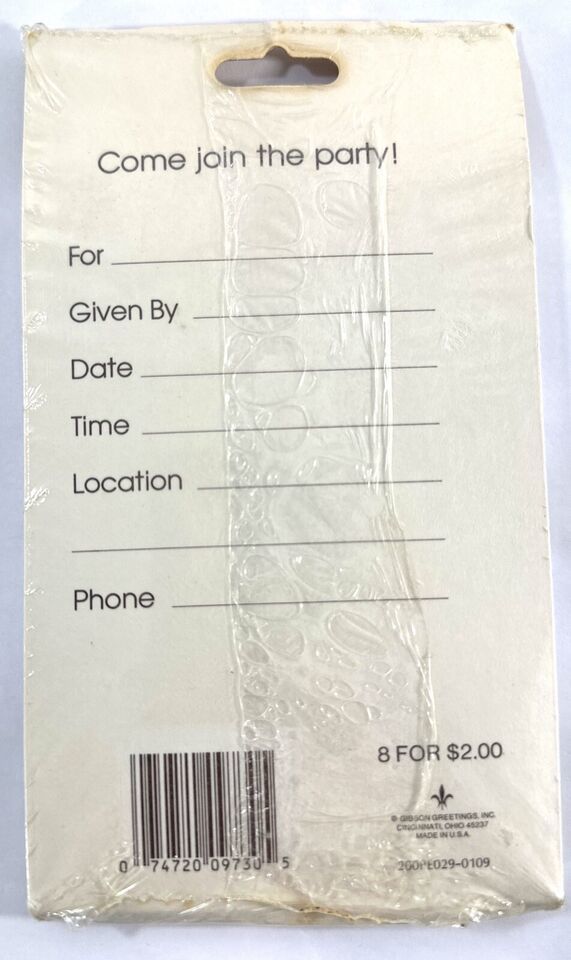 Come join the party!
For
Given By
Date
Time
Location
Phone
8 FOR $2.00
© GIBSON GREETINGS, INC.
CINCINNATI, OHIO 45237
MADE IN U.S.A.
200PE029-0109
0 74720 09730 5